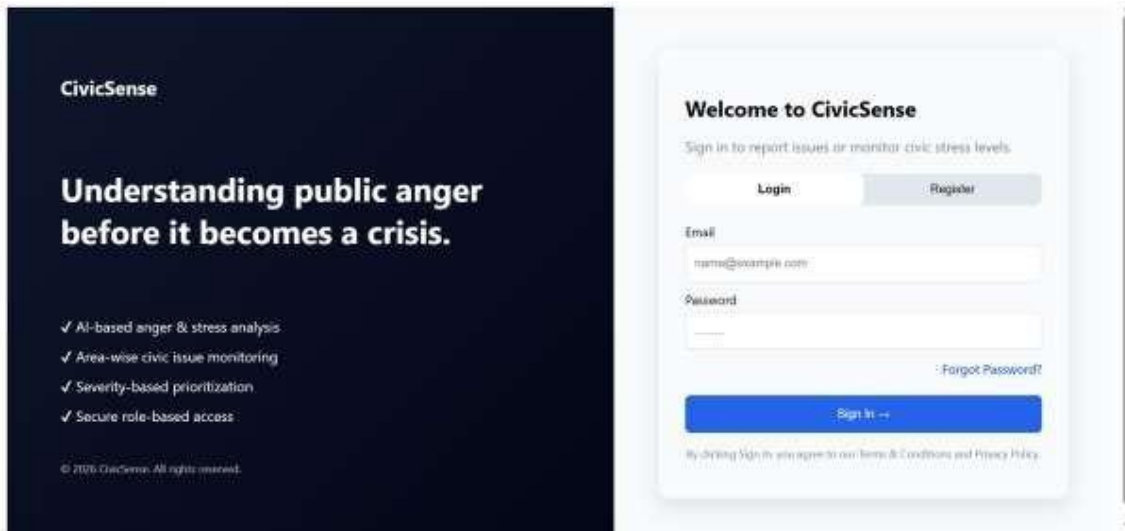 CivicSense
Understanding public anger
before it becomes a crisis.
✓ AI-based anger & stress analysis
✓ Area-wise civic issue monitoring
✓ Severity-based prioritization
✓ Secure role-based access
© 2026 CivicSense. All rights reserved.
Welcome to CivicSense
Sign in to report issues or monitor civic stress levels.
Login Register
Email
name@example.com
Password
........
Forgot Password?
Sign In →
By clicking Sign in, you agree to our Terms & Conditions and Privacy Policy.